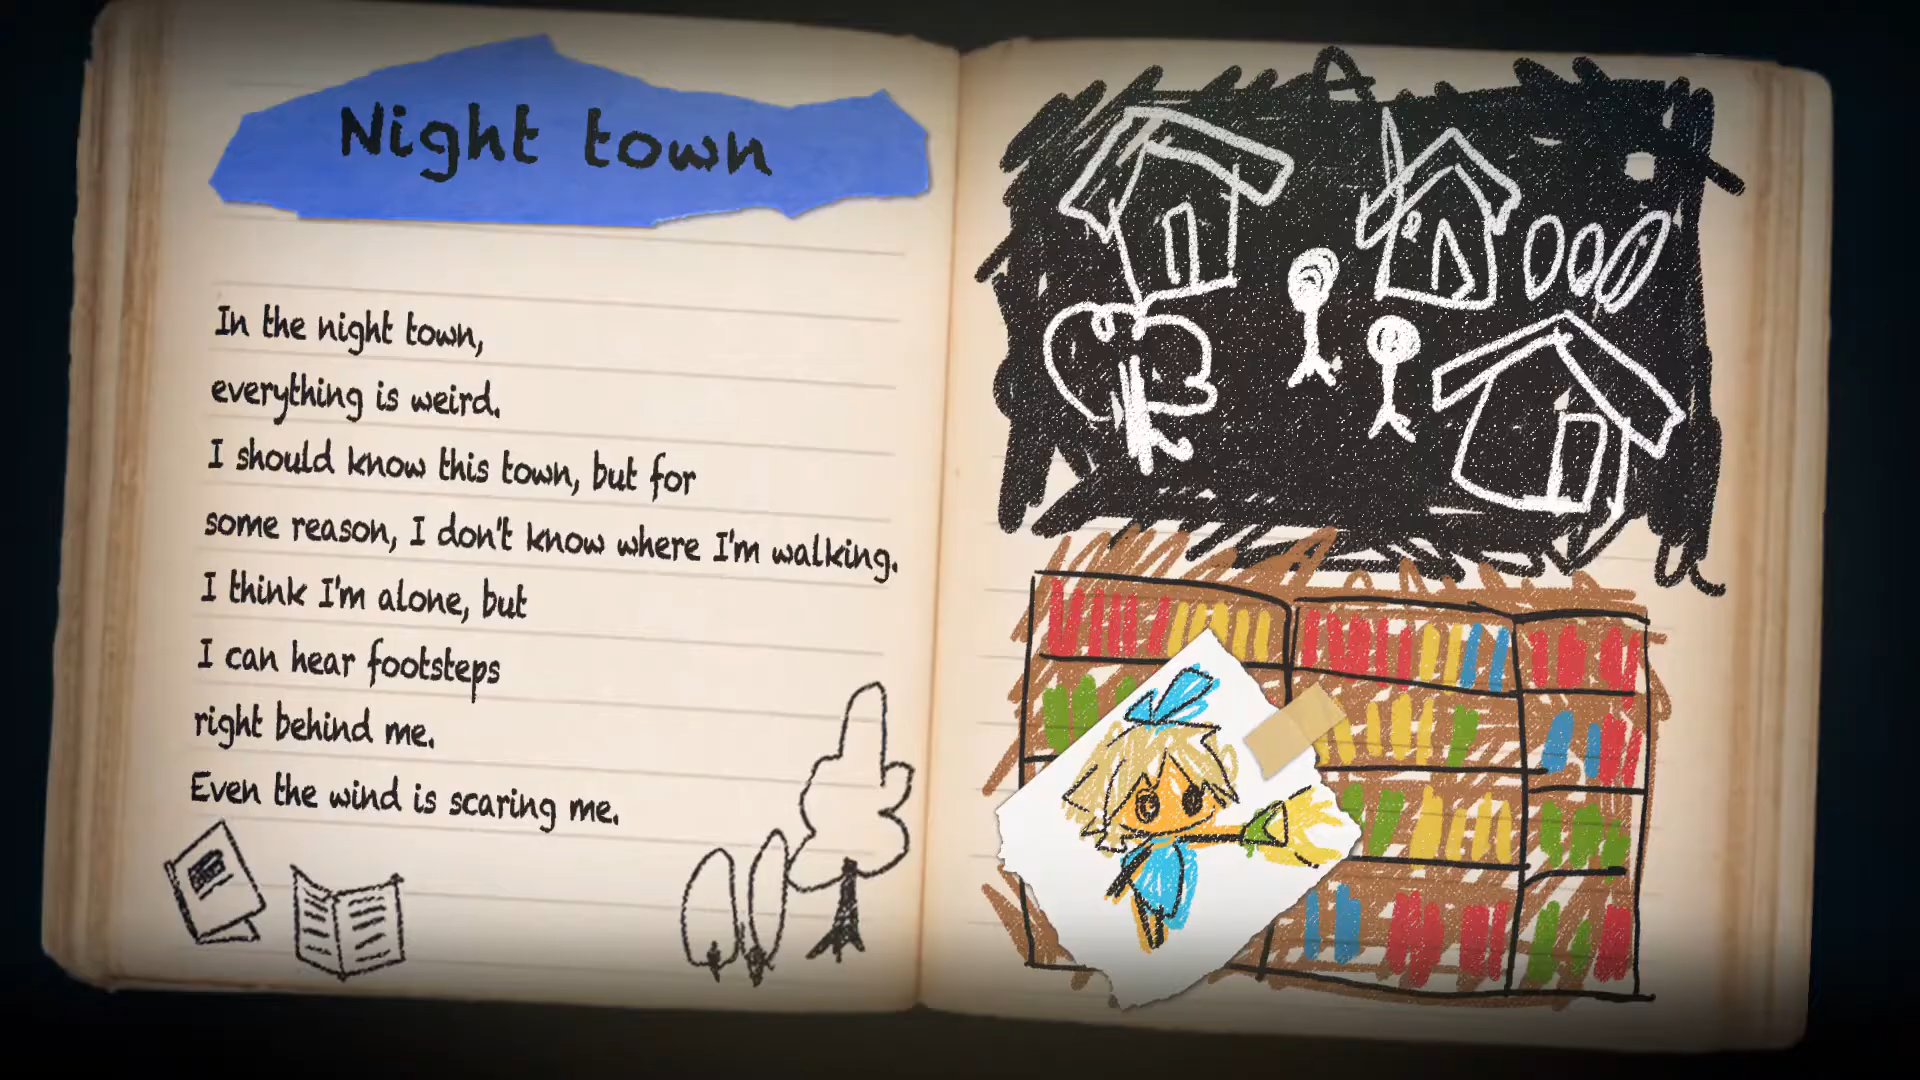 Night town
In the night town,
everything is weird.
I should know this town, but for
some reason, I don't know where I'm walking.
I think I'm alone, but
I can hear footsteps
right behind me.
Even the wind is scaring me.